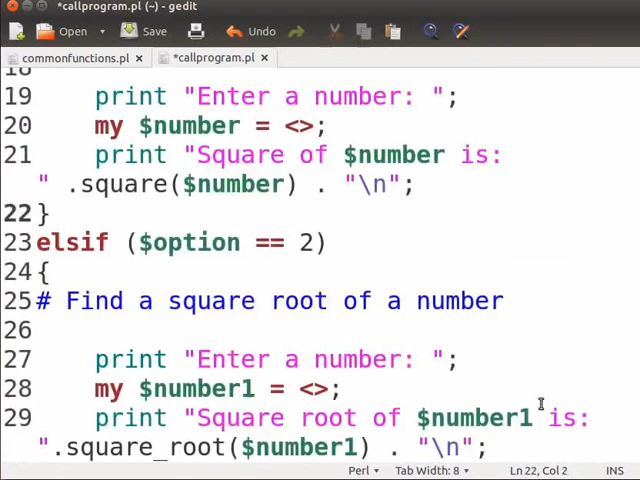 *callprogram.pl (~) - gedit
Open Save Undo
commonfunctions.pl × *callprogram.pl ×
18
19 print "Enter a number: ";
20 my $number = <>;
21 print "Square of $number is:
" .square($number) . "\n";
22 }
23 elsif ($option == 2)
24 {
25 # Find a square root of a number
26
27 print "Enter a number: ";
28 my $number1 = <>;
29 print "Square root of $number1 is:
".square_root($number1) . "\n";
Perl Tab Width: 8 Ln 22, Col 2 INS